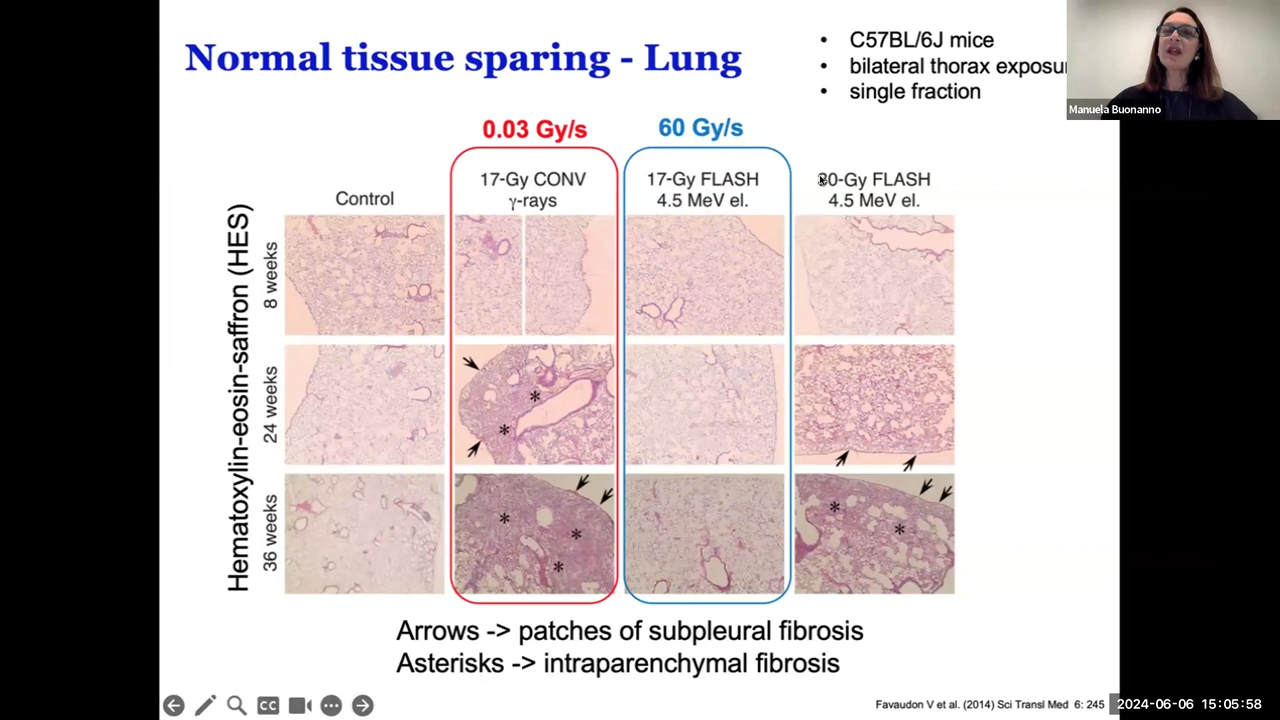 Normal tissue sparing - Lung
• C57BL/6J mice
• bilateral thorax exposu
• single fraction
Manuela Buonanno
0.03 Gy/s
60 Gy/s
Control
17-Gy CONV
γ-rays
17-Gy FLASH
4.5 MeV el.
30-Gy FLASH
4.5 MeV el.
Hematoxylin-eosin-saffron (HES)
8 weeks
24 weeks
36 weeks
* * * * * * *
Arrows -> patches of subpleural fibrosis
Asterisks -> intraparenchymal fibrosis
CC
Favaudon V et al. (2014) Sci Transl Med 6: 245
2024-06-06 15:05:58